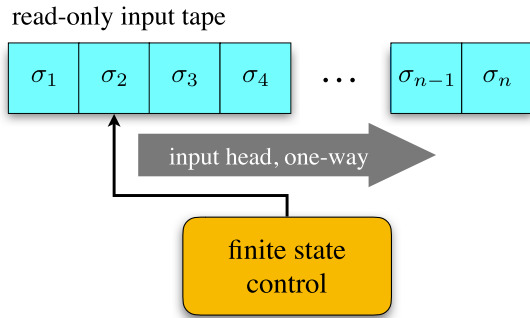 read-only input tape
σ₁ σ₂ σ₃ σ₄ ... σₙ₋₁ σₙ
input head, one-way
finite state
control